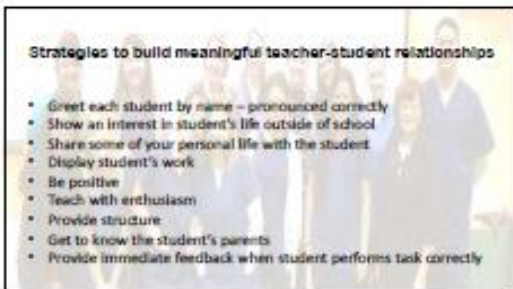 Strategies to build meaningful teacher-student relationships
• Greet each student by name – pronounced correctly
• Show an interest in student's life outside of school
• Share some of your personal life with the student
• Display student's work
• Be positive
• Teach with enthusiasm
• Provide structure
• Get to know the student's parents
• Provide immediate feedback when student performs task correctly